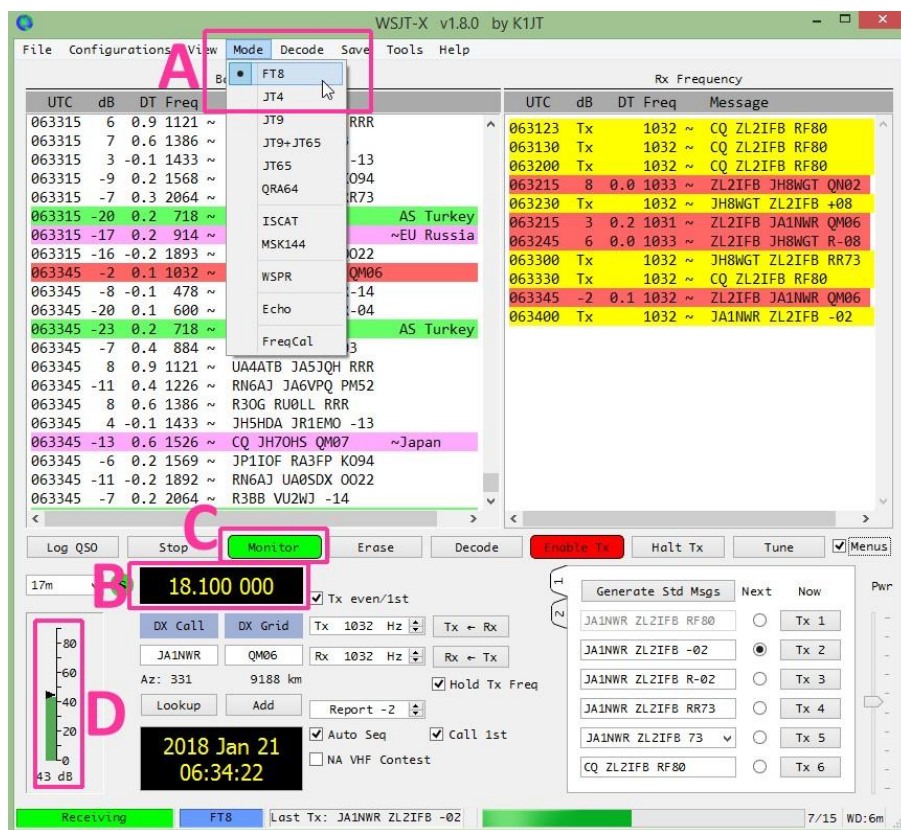 WSJT-X v1.8.0 by K1JT
File Configurations View Mode Decode Save Tools Help
A
FT8
JT4
JT9
JT9+JT65
JT65
QRA64
ISCAT
MSK144
WSPR
Echo
FreqCal
UTC dB DT Freq
063315 6 0.9 1121 ~ RRR
063315 7 0.6 1386 ~
063315 3 -0.1 1433 ~ -13
063315 -9 0.2 1568 ~ KO94
063315 -7 0.3 2064 ~ RR73
063315 -20 0.2 718 ~ AS Turkey
063315 -17 0.2 914 ~ ~EU Russia
063315 -16 -0.2 1893 ~ OO22
063345 -2 0.1 1032 ~ QM06
063345 -8 -0.1 478 ~ -14
063345 -20 0.1 600 ~ -04
063345 -23 0.2 718 ~ AS Turkey
063345 -7 0.4 884 ~
063345 8 0.9 1121 ~ UA4ATB JA5JQH RRR
063345 -11 0.4 1226 ~ RN6AJ JA6VPQ PM52
063345 8 0.6 1386 ~ R3OG RU0LL RRR
063345 4 -0.1 1433 ~ JH5HDA JR1EMO -13
063345 -13 0.6 1526 ~ CQ JH7OHS QM07 ~Japan
063345 -6 0.2 1569 ~ JP1IOF RA3FP KO94
063345 -11 -0.2 1892 ~ RN6AJ UA0SDX OO22
063345 -7 0.2 2064 ~ R3BB VU2WJ -14
Rx Frequency
UTC dB DT Freq Message
063123 Tx 1032 ~ CQ ZL2IFB RF80
063130 Tx 1032 ~ CQ ZL2IFB RF80
063200 Tx 1032 ~ CQ ZL2IFB RF80
063215 8 0.0 1033 ~ ZL2IFB JH8WGT QN02
063230 Tx 1032 ~ JH8WGT ZL2IFB +08
063215 3 0.2 1031 ~ ZL2IFB JA1NWR QM06
063245 6 0.0 1033 ~ ZL2IFB JH8WGT R-08
063300 Tx 1032 ~ JH8WGT ZL2IFB RR73
063330 Tx 1032 ~ CQ ZL2IFB RF80
063345 -2 0.1 1032 ~ ZL2IFB JA1NWR QM06
063400 Tx 1032 ~ JA1NWR ZL2IFB -02
C
Log QSO Stop Monitor Erase Decode Enable Tx Halt Tx Tune Menus
17m
B
18.100 000
Tx even/1st
DX Call DX Grid Tx 1032 Hz Tx ← Rx
JA1NWR QM06 Rx 1032 Hz Rx ← Tx
Az: 331 9188 km Hold Tx Freq
Lookup Add Report -2
2018 Jan 21
06:34:22
Auto Seq Call 1st
NA VHF Contest
D
80
60
40
20
0
43 dB
1
2
Generate Std Msgs Next Now Pwr
JA1NWR ZL2IFB RF80 Tx 1
JA1NWR ZL2IFB -02 Tx 2
JA1NWR ZL2IFB R-02 Tx 3
JA1NWR ZL2IFB RR73 Tx 4
JA1NWR ZL2IFB 73 Tx 5
CQ ZL2IFB RF80 Tx 6
Receiving FT8 Last Tx: JA1NWR ZL2IFB -02 7/15 WD:6m